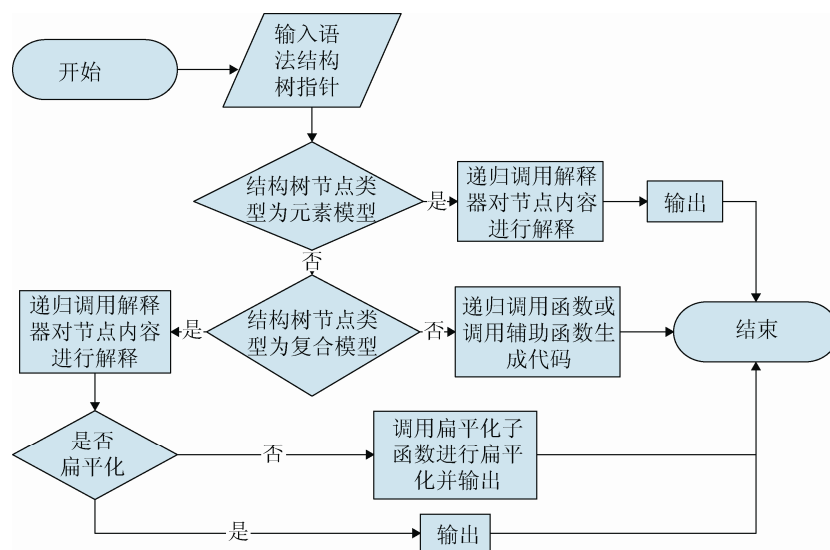 开始
输入语
法结构
树指针
结构树节点类
型为元素模型
是
递归调用解释
器对节点内容
进行解释
输出
否
递归调用解释
器对节点内容
进行解释
是
结构树节点类
型为复合模型
否
递归调用函数或
调用辅助函数生
成代码
结束
是否
扁平化
否
调用扁平化子
函数进行扁平
化并输出
是
输出